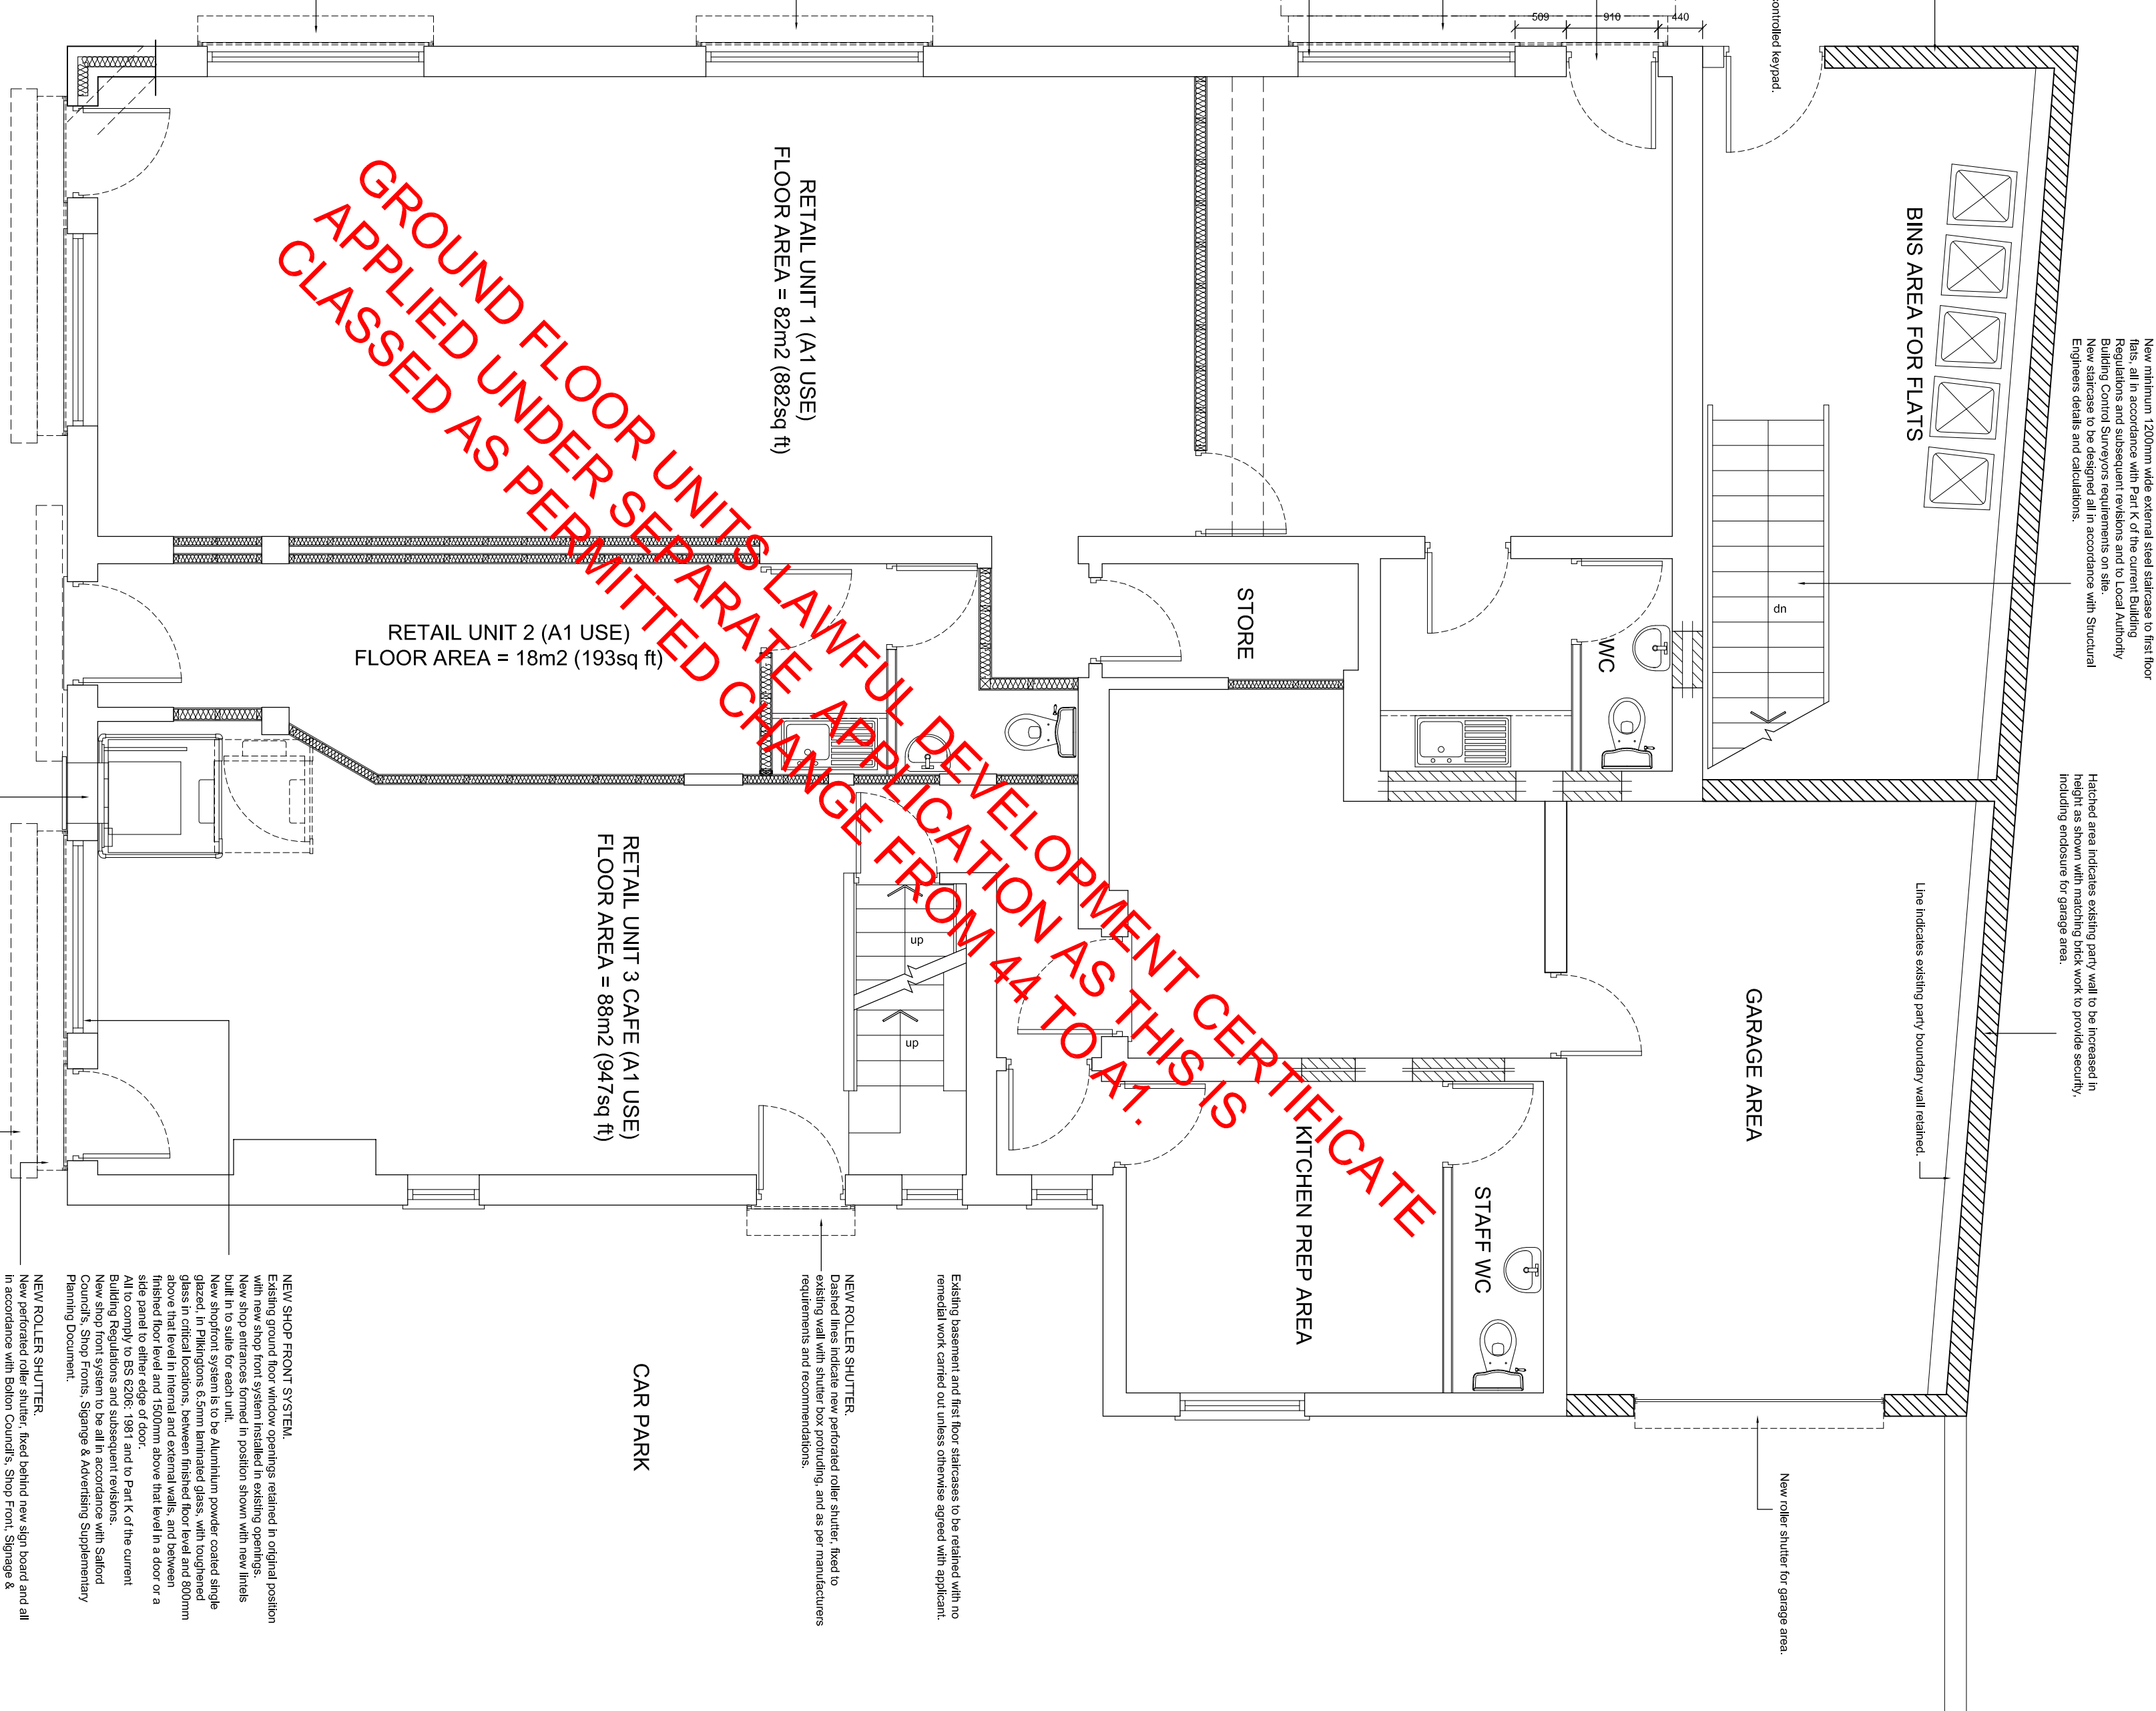 controlled keypad.
509
910
440
New minimum 1200mm wide external steel staircase to first floor
flats, all in accordance with Part K of the current Building
Regulations and subsequent revisions and to Local Authority
Building Control Surveyors requirements on site.
New staircase to be designed all in accordance with Structural
Engineers details and calculations.
BINS AREA FOR FLATS
dn
Hatched area indicates existing party wall to be increased in
height as shown with matching brick work to provide security,
including enclosure for garage area.
Line indicates existing party boundary wall retained.
GARAGE AREA
RETAIL UNIT 1 (A1 USE)
FLOOR AREA = 82m2 (882sq ft)
RETAIL UNIT 2 (A1 USE)
FLOOR AREA = 18m2 (193sq ft)
STORE
WC
RETAIL UNIT 3 CAFE (A1 USE)
FLOOR AREA = 88m2 (947sq ft)
up
up
KITCHEN PREP AREA
STAFF WC
GROUND FLOOR UNITS LAWFUL DEVELOPMENT CERTIFICATE
APPLIED UNDER SEPARATE APPLICATION AS THIS IS
CLASSED AS PERMITTED CHANGE FROM 44 TO A1.
CAR PARK
New roller shutter for garage area.
Existing basement and first floor staircases to be retained with no
remedial work carried out unless otherwise agreed with applicant.
NEW ROLLER SHUTTER.
Dashed lines indicate new perforated roller shutter, fixed to
existing wall with shutter box protruding, and as per manufacturers
requirements and recommendations.
NEW SHOP FRONT SYSTEM.
Existing ground floor window openings retained in original position
with new shop front system installed in existing openings.
New shop entrances formed in position shown with new lintels
built in to suite for each unit.
New shopfront system is to be Aluminium powder coated single
glazed, in Pilkingtons 6.5mm laminated glass, with toughened
glass in critical locations, between finished floor level and 800mm
above that level in internal and external walls, and between
finished floor level and 1500mm above that level in a door or a
side panel to either edge of door.
All to comply to BS 6206: 1981 and to Part K of the current
Building Regulations and subsequent revisions.
New shop front system to be all in accordance with Salford
Council's, Shop Fronts, Sigange & Advertising Supplementary
Planning Document.
NEW ROLLER SHUTTER.
New perforated roller shutter, fixed behind new sign board and all
in accordance with Bolton Council's, Shop Front, Signage &